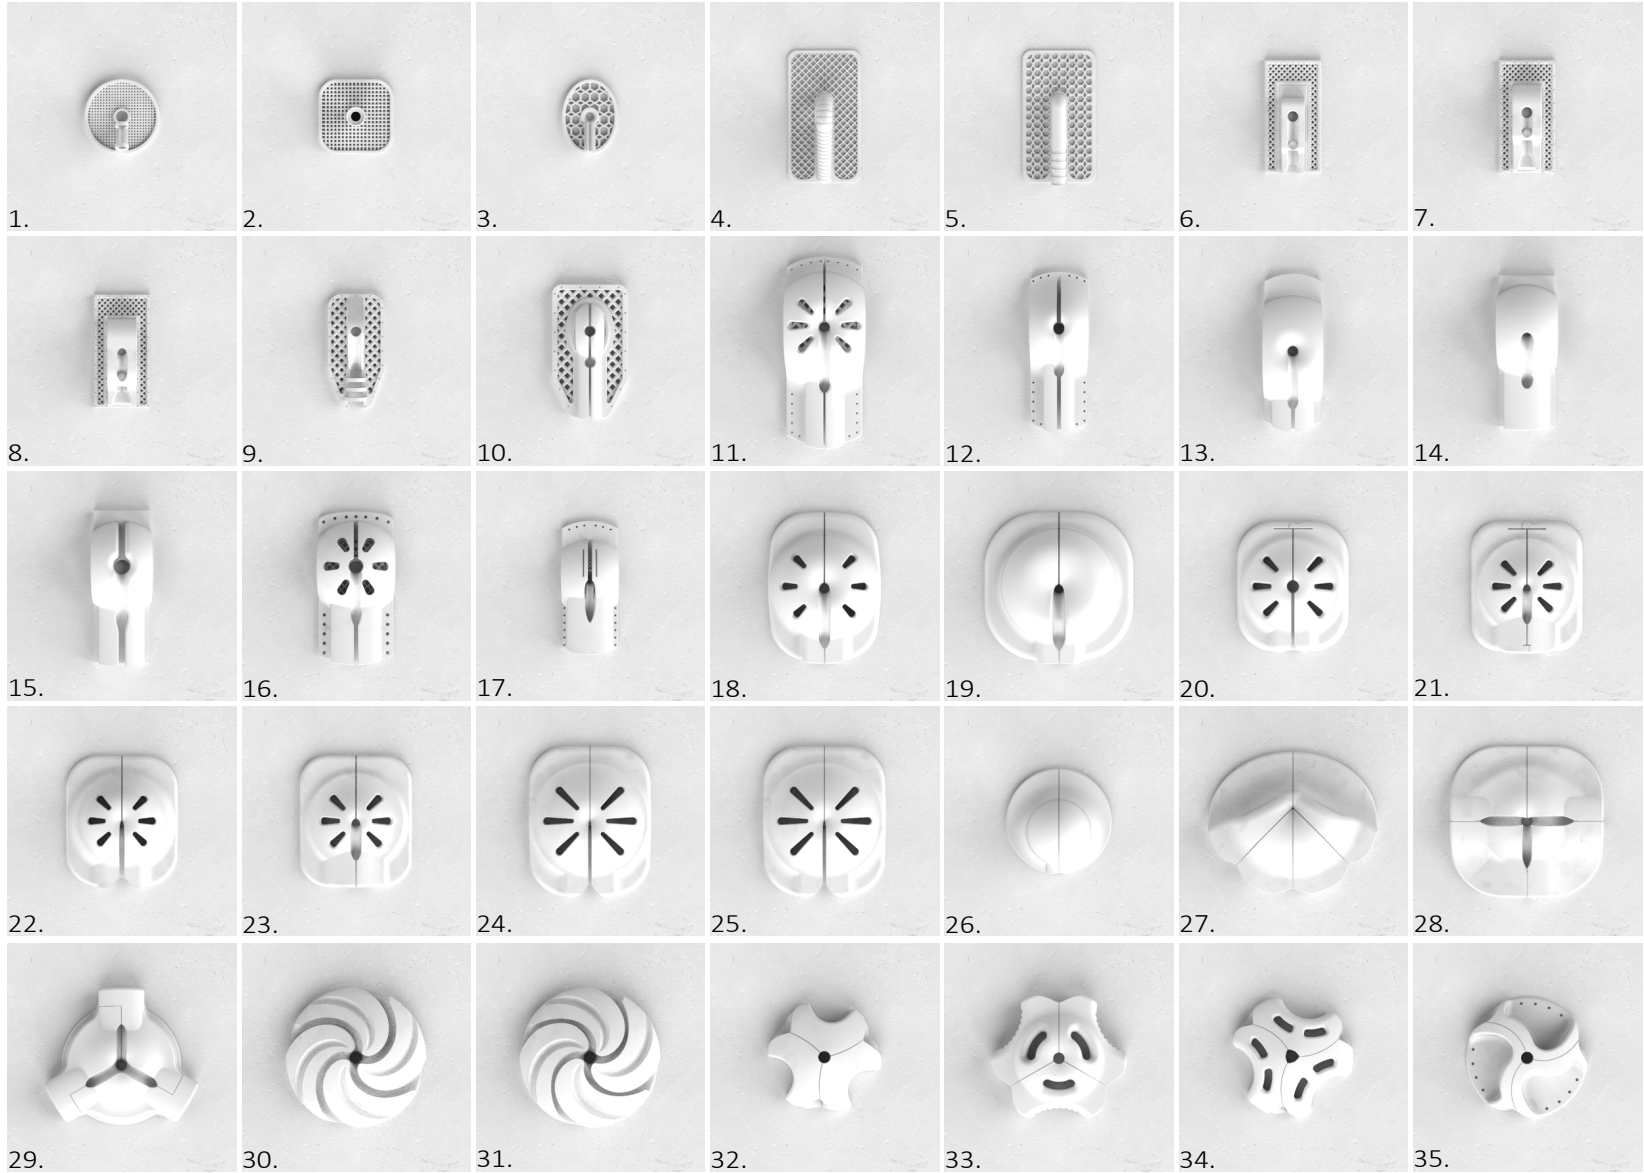 1. 2. 3. 4. 5. 6. 7.
8. 9. 10. 11. 12. 13. 14.
15. 16. 17. 18. 19. 20. 21.
22. 23. 24. 25. 26. 27. 28.
29. 30. 31. 32. 33. 34. 35.